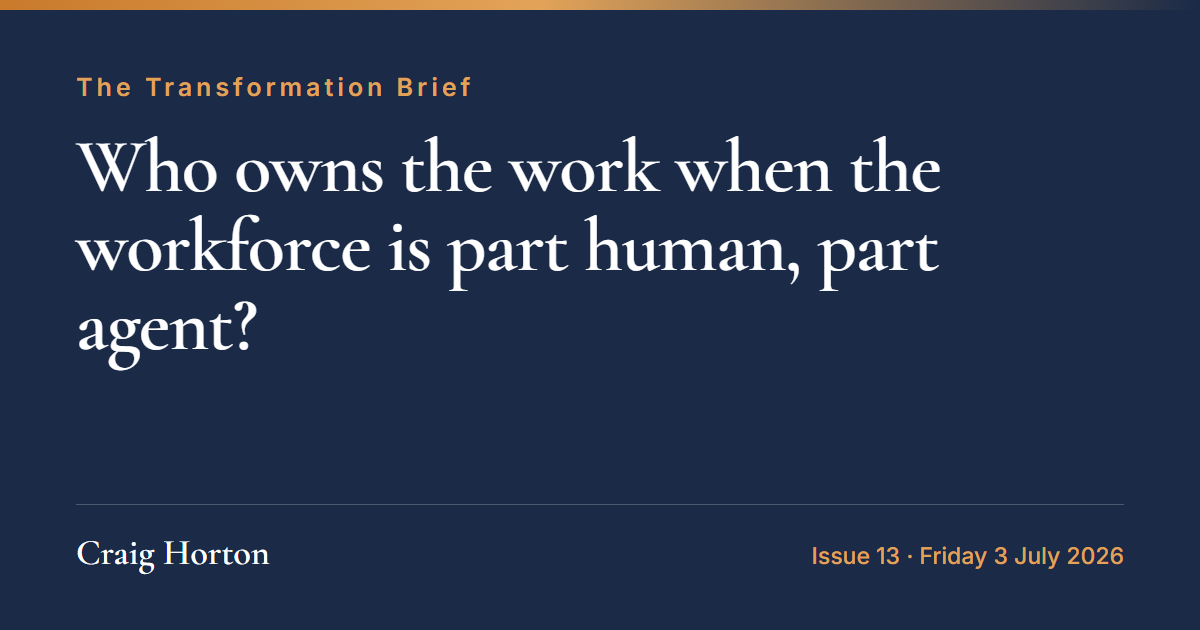 The Transformation Brief
Who owns the work when the
workforce is part human, part
agent?
Craig Horton
Issue 13 · Friday 3 July 2026